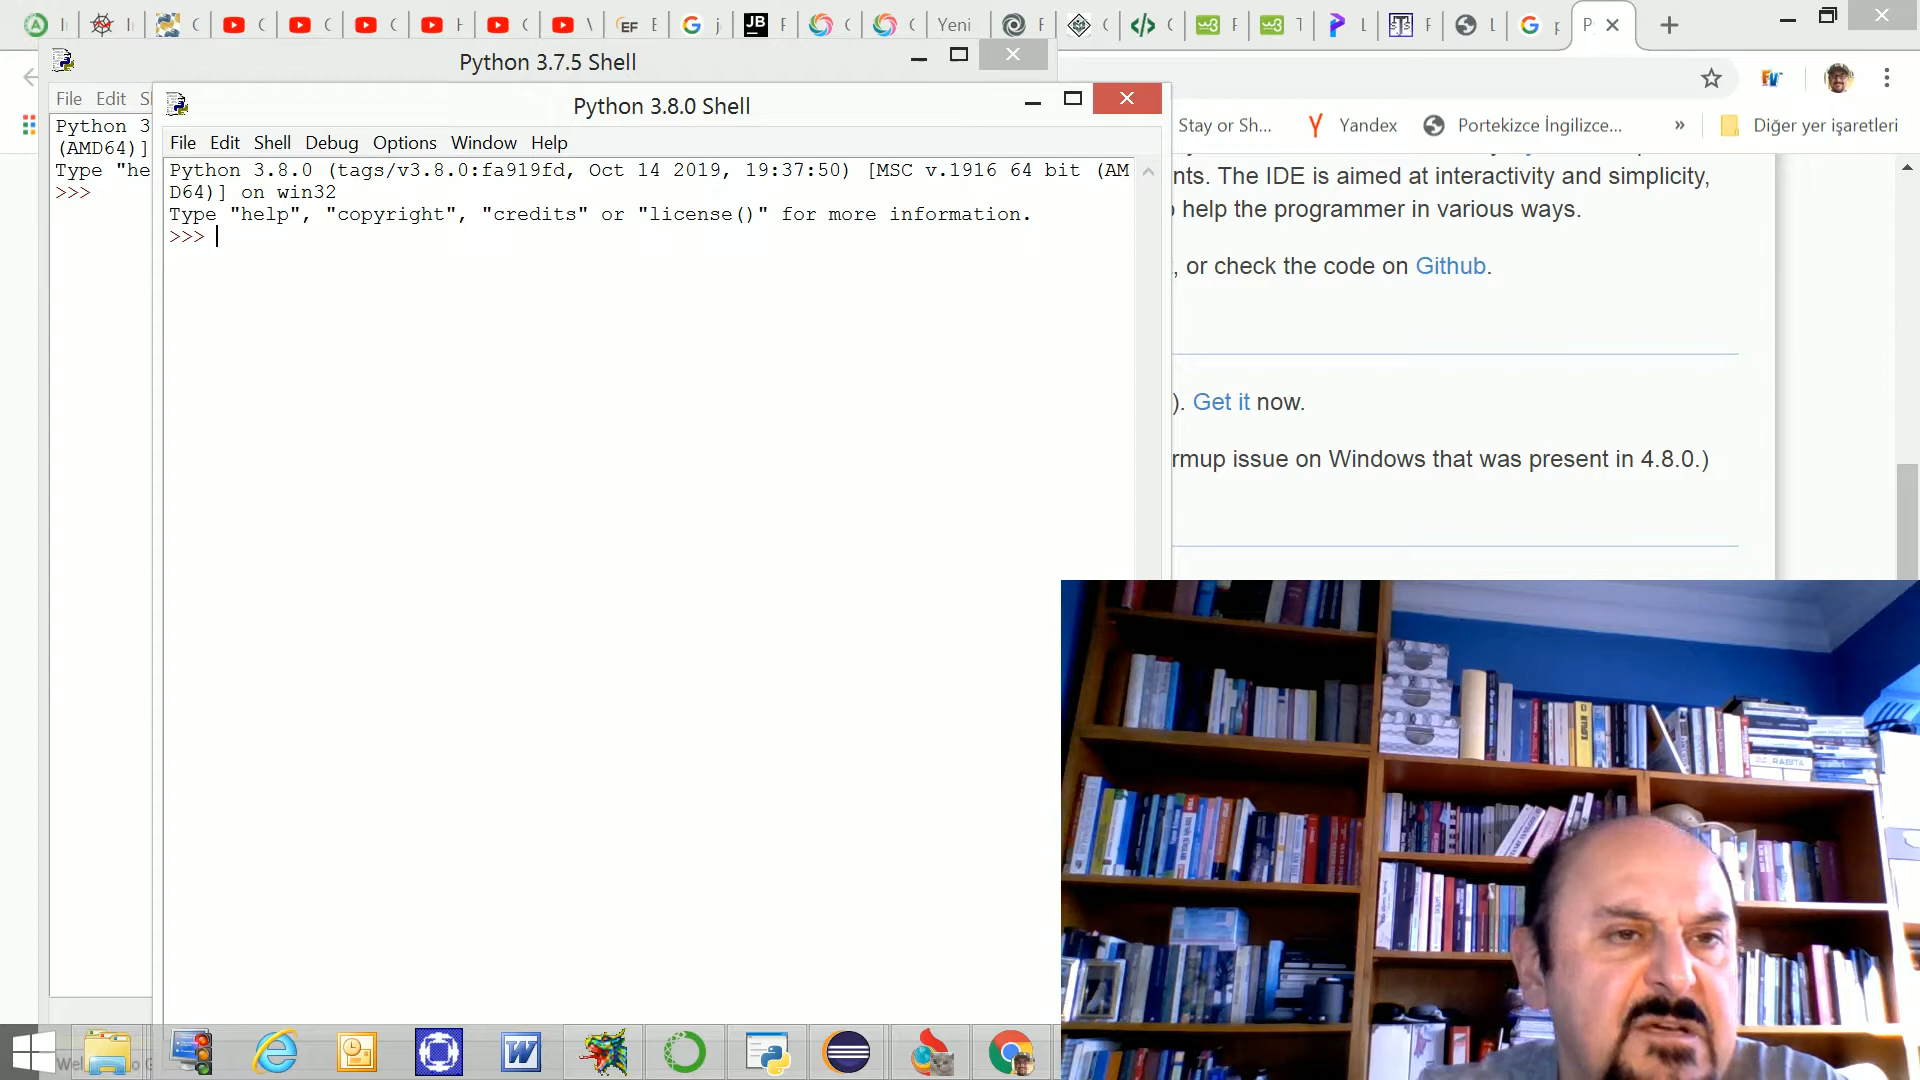 Yeni
Python 3.7.5 Shell
File Edit
Python 3
(AMD64)]
Type "he
>>>
Python 3.8.0 Shell
File Edit Shell Debug Options Window Help
Python 3.8.0 (tags/v3.8.0:fa919fd, Oct 14 2019, 19:37:50) [MSC v.1916 64 bit (AM
D64)] on win32
Type "help", "copyright", "credits" or "license()" for more information.
>>>
Stay or Sh... Yandex Portekizce İngilizce... » Diğer yer işaretleri
nts. The IDE is aimed at interactivity and simplicity,
help the programmer in various ways.
, or check the code on Github.
). Get it now.
rmup issue on Windows that was present in 4.8.0.)
RABITA